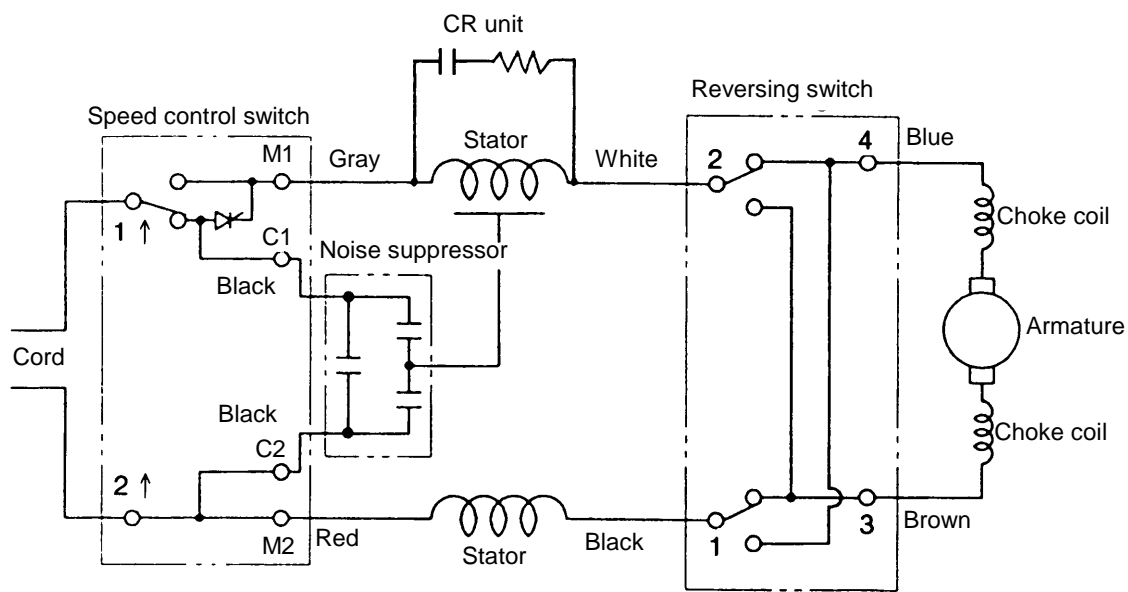 CR unit
Speed control switch
Reversing switch
M1
Gray
Stator
White
2
4
Blue
1 ↑
C1
Noise suppressor
Choke coil
Black
Armature
Cord
Black
C2
Choke coil
2 ↑
M2
Red
Stator
Black
1
3
Brown